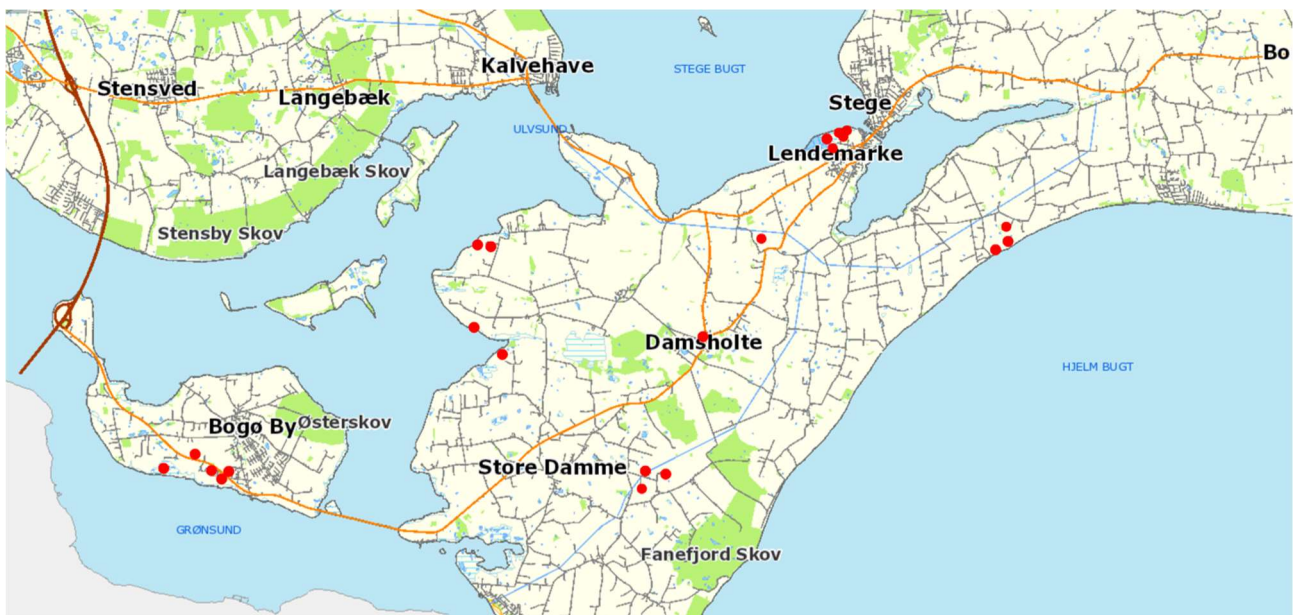 Bo
Kalvehave
STEGE BUGT
Stensved
Langebæk
Stege
ULVSUND
Lendemarke
Langebæk Skov
Stensby Skov
Damsholte
HJELM BUGT
Østerskov
Bogø By
Store Damme
GRØNSUND
Fanefjord Skov